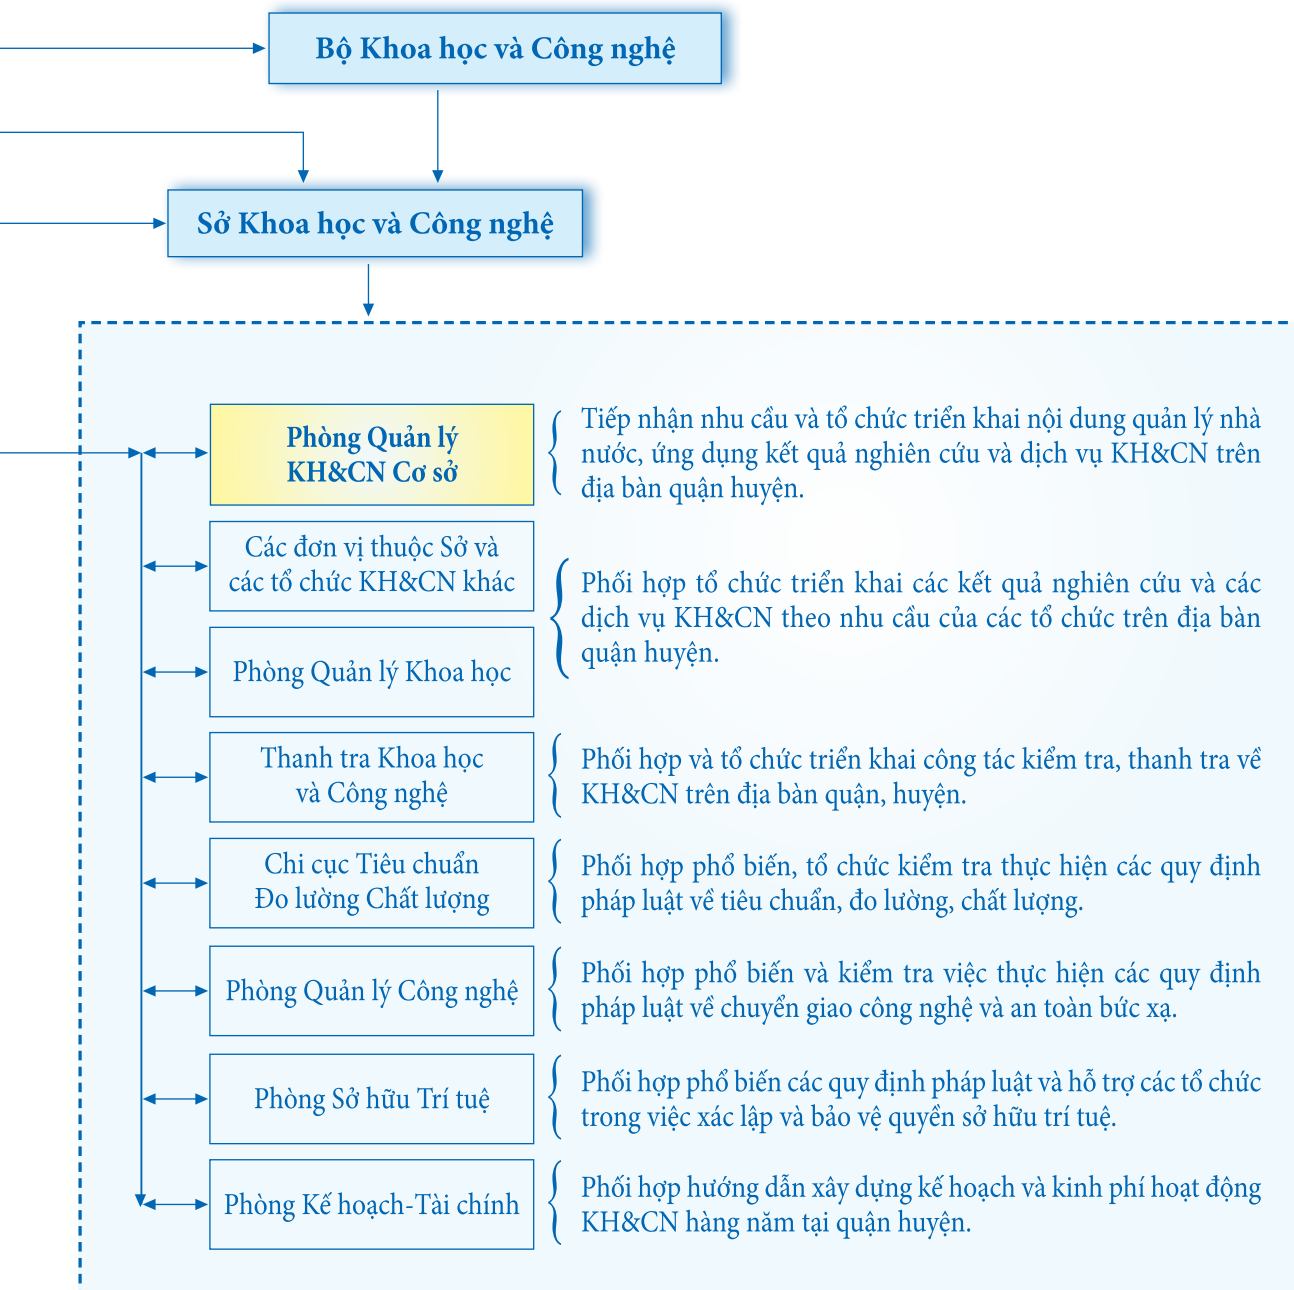 Bộ Khoa học và Công nghệ
Sở Khoa học và Công nghệ
Phòng Quản lý
KH&CN Cơ sở
Tiếp nhận nhu cầu và tổ chức triển khai nội dung quản lý nhà
nước, ứng dụng kết quả nghiên cứu và dịch vụ KH&CN trên
địa bàn quận huyện.
Các đơn vị thuộc Sở và
các tổ chức KH&CN khác
Phòng Quản lý Khoa học
Phối hợp tổ chức triển khai các kết quả nghiên cứu và các
dịch vụ KH&CN theo nhu cầu của các tổ chức trên địa bàn
quận huyện.
Thanh tra Khoa học
và Công nghệ
Phối hợp và tổ chức triển khai công tác kiểm tra, thanh tra về
KH&CN trên địa bàn quận, huyện.
Chi cục Tiêu chuẩn
Đo lường Chất lượng
Phối hợp phổ biến, tổ chức kiểm tra thực hiện các quy định
pháp luật về tiêu chuẩn, đo lường, chất lượng.
Phòng Quản lý Công nghệ
Phối hợp phổ biến và kiểm tra việc thực hiện các quy định
pháp luật về chuyển giao công nghệ và an toàn bức xạ.
Phòng Sở hữu Trí tuệ
Phối hợp phổ biến các quy định pháp luật và hỗ trợ các tổ chức
trong việc xác lập và bảo vệ quyền sở hữu trí tuệ.
Phòng Kế hoạch-Tài chính
Phối hợp hướng dẫn xây dựng kế hoạch và kinh phí hoạt động
KH&CN hàng năm tại quận huyện.